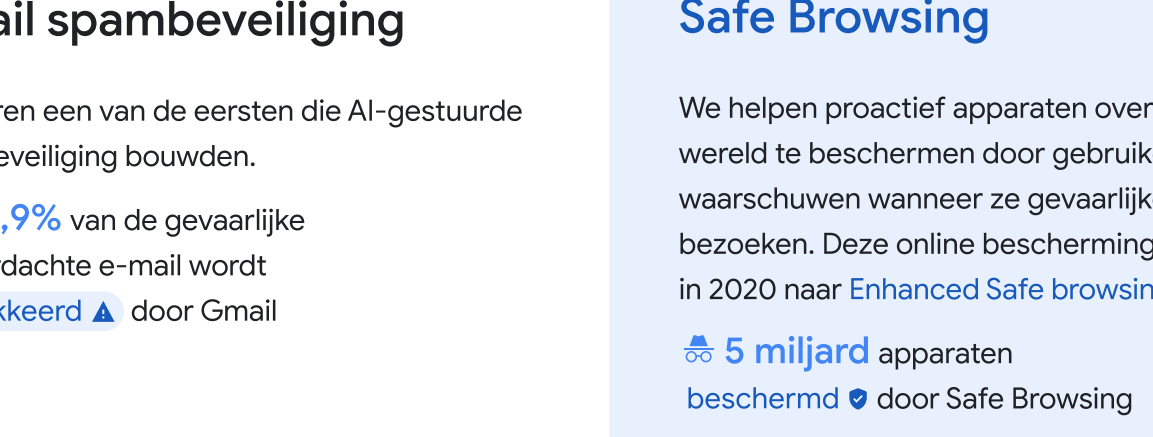 ail spambeveiliging
ren een van de eersten die AI-gestuurde
eveiliging bouwden.
,9% van de gevaarlijke
rdachte e-mail wordt
kkeerd door Gmail
Safe Browsing
We helpen proactief apparaten over
wereld te beschermen door gebruik
waarschuwen wanneer ze gevaarlijk
bezoeken. Deze online bescherming
in 2020 naar Enhanced Safe browsin
5 miljard apparaten
beschermd door Safe Browsing